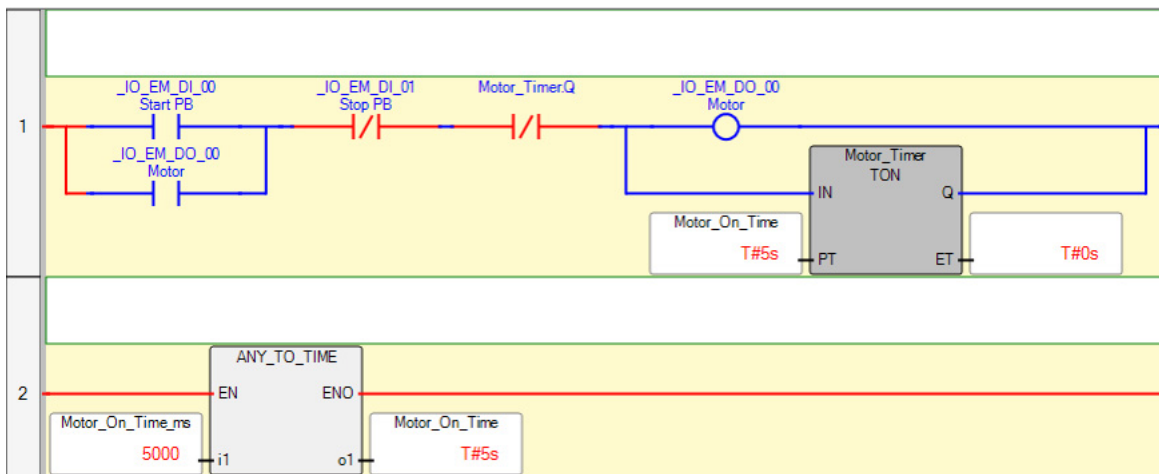 _IO_EM_DI_00
Start PB
_IO_EM_DI_01
Stop PB
Motor_Timer.Q
_IO_EM_DO_00
Motor
1
_IO_EM_DO_00
Motor
Motor_Timer
TON
IN
Q
Motor_On_Time
T#5s
PT
ET
T#0s
ANY_TO_TIME
2
EN
ENO
Motor_On_Time_ms
5000
i1
o1
Motor_On_Time
T#5s